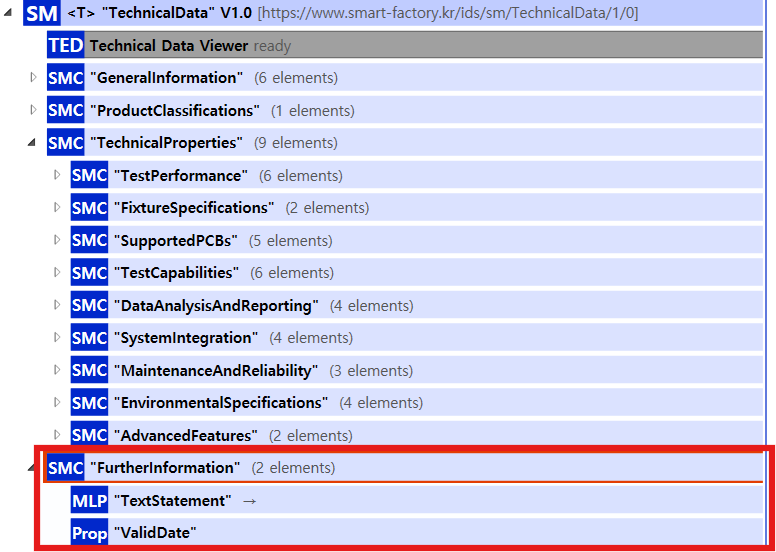 SM <T> "TechnicalData" V1.0 [https://www.smart-factory.kr/ids/sm/TechnicalData/1/0]
TED Technical Data Viewer ready
SMC "GeneralInformation" (6 elements)
SMC "ProductClassifications" (1 elements)
SMC "TechnicalProperties" (9 elements)
SMC "TestPerformance" (6 elements)
SMC "FixtureSpecifications" (2 elements)
SMC "SupportedPCBs" (5 elements)
SMC "TestCapabilities" (6 elements)
SMC "DataAnalysisAndReporting" (4 elements)
SMC "SystemIntegration" (4 elements)
SMC "MaintenanceAndReliability" (3 elements)
SMC "EnvironmentalSpecifications" (4 elements)
SMC "AdvancedFeatures" (2 elements)
SMC "FurtherInformation" (2 elements)
MLP "TextStatement" →
Prop "ValidDate"